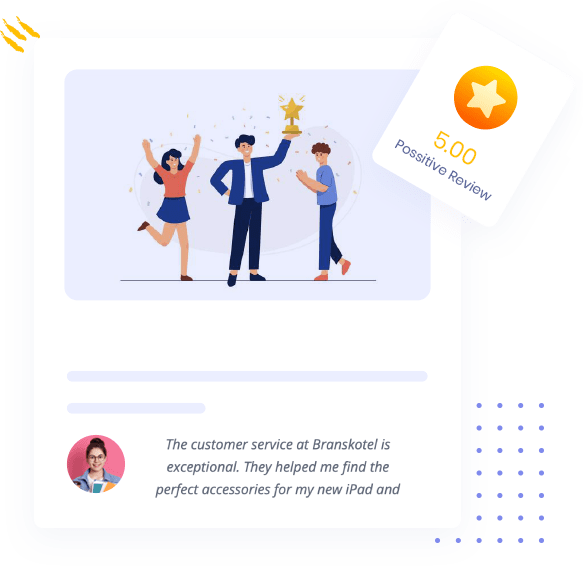 5.00
Possitive Review
The customer service at Branskotel is
exceptional. They helped me find the
perfect accessories for my new iPad and